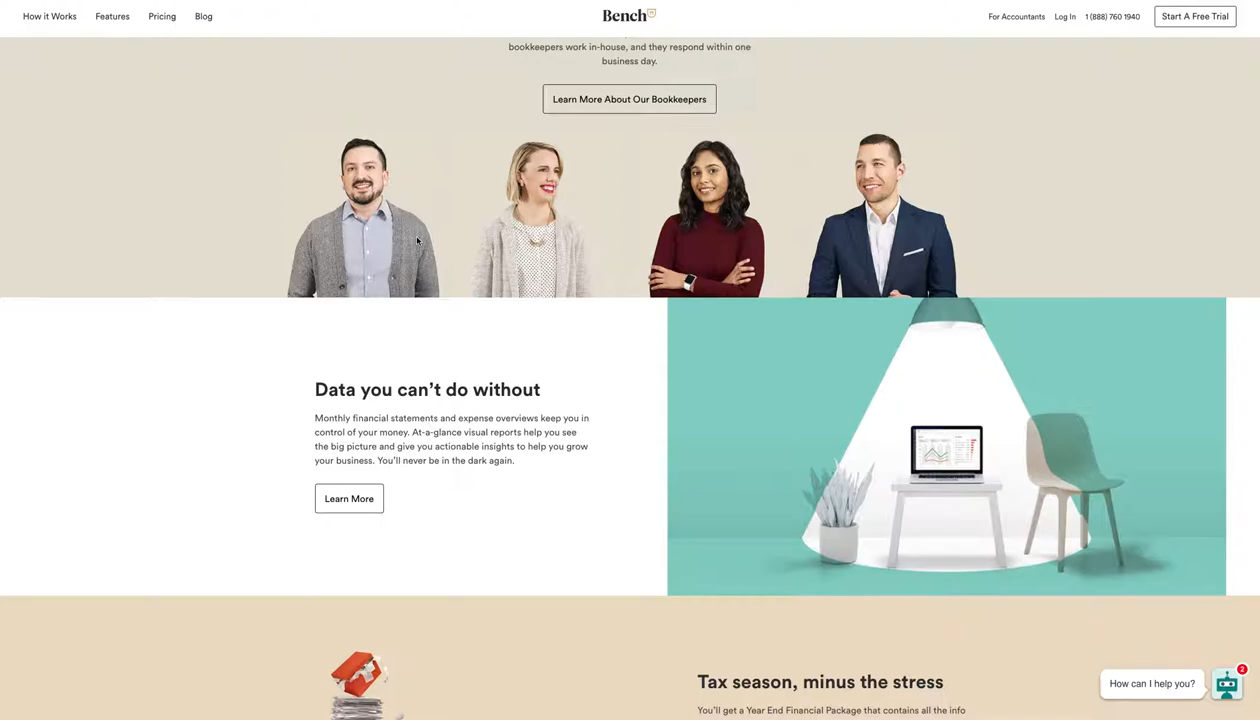 How it Works Features Pricing Blog Bench For Accountants Log In 1 (888) 760 1940 Start A Free Trial
bookkeepers work in-house, and they respond within one
business day.
Learn More About Our Bookkeepers
Data you can't do without
Monthly financial statements and expense overviews keep you in
control of your money. At-a-glance visual reports help you see
the big picture and give you actionable insights to help you grow
your business. You'll never be in the dark again.
Learn More
Tax season, minus the stress
You'll get a Year End Financial Package that contains all the info
How can I help you?
2